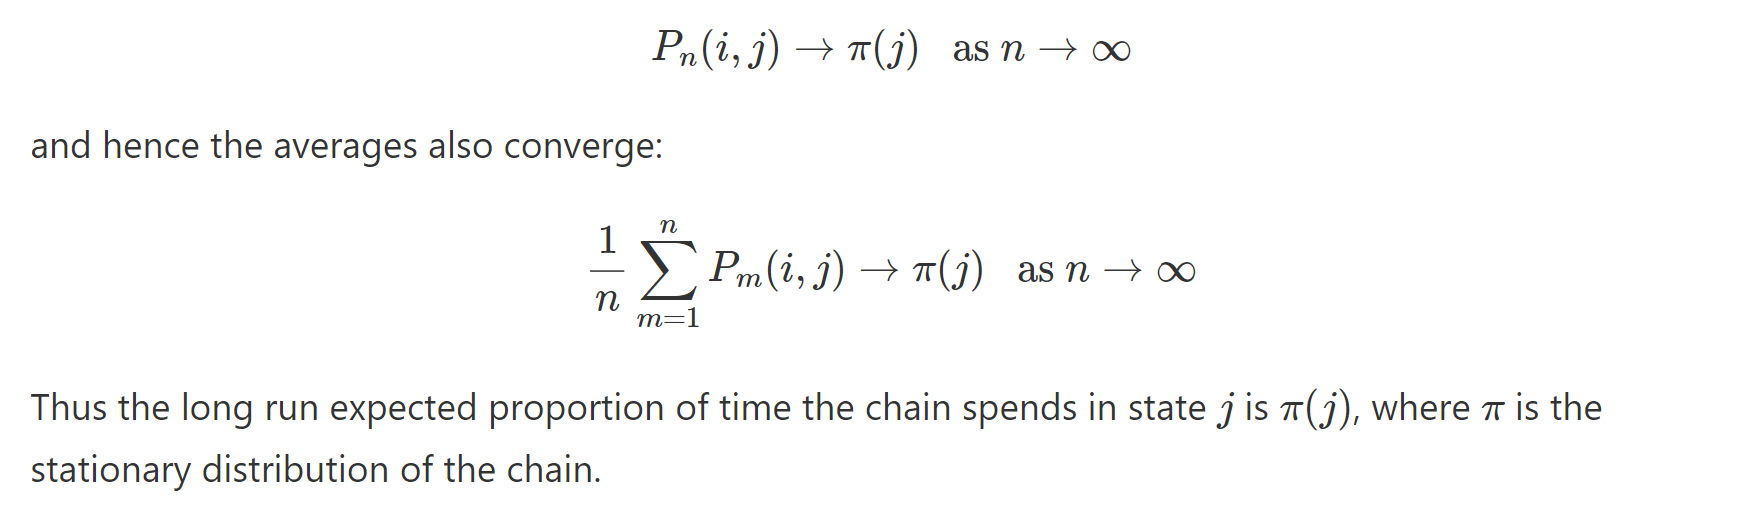 $P_n(i, j) \to \pi(j) \quad \text{as } n \to \infty$
and hence the averages also converge:
$\frac{1}{n} \sum_{m=1}^{n} P_m(i, j) \to \pi(j) \quad \text{as } n \to \infty$
Thus the long run expected proportion of time the chain spends in state $j$ is $\pi(j)$, where $\pi$ is the
stationary distribution of the chain.